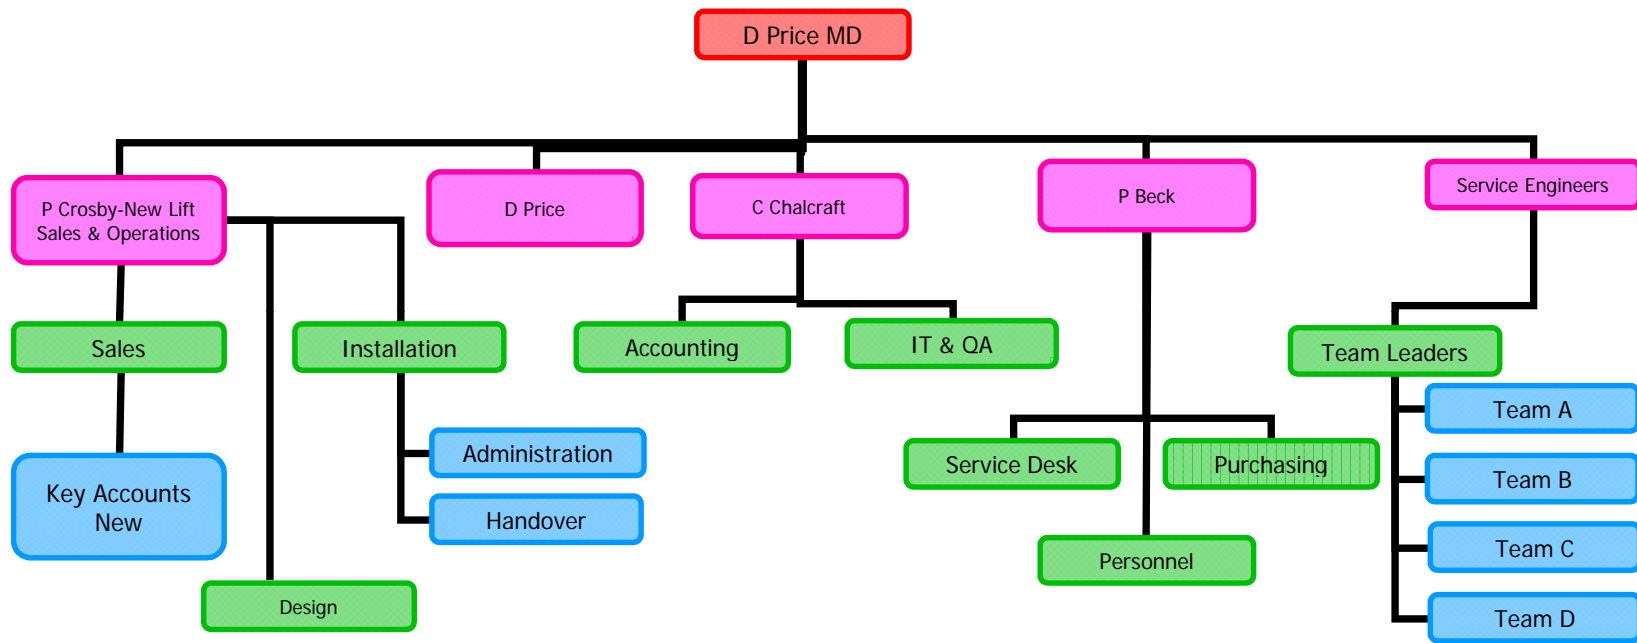 D Price MD
P Crosby-New Lift
Sales & Operations
D Price
C Chalcraft
P Beck
Service Engineers
Sales
Installation
Accounting
IT & QA
Team Leaders
Team A
Key Accounts
New
Administration
Handover
Service Desk
Purchasing
Team B
Team C
Personnel
Design
Team D